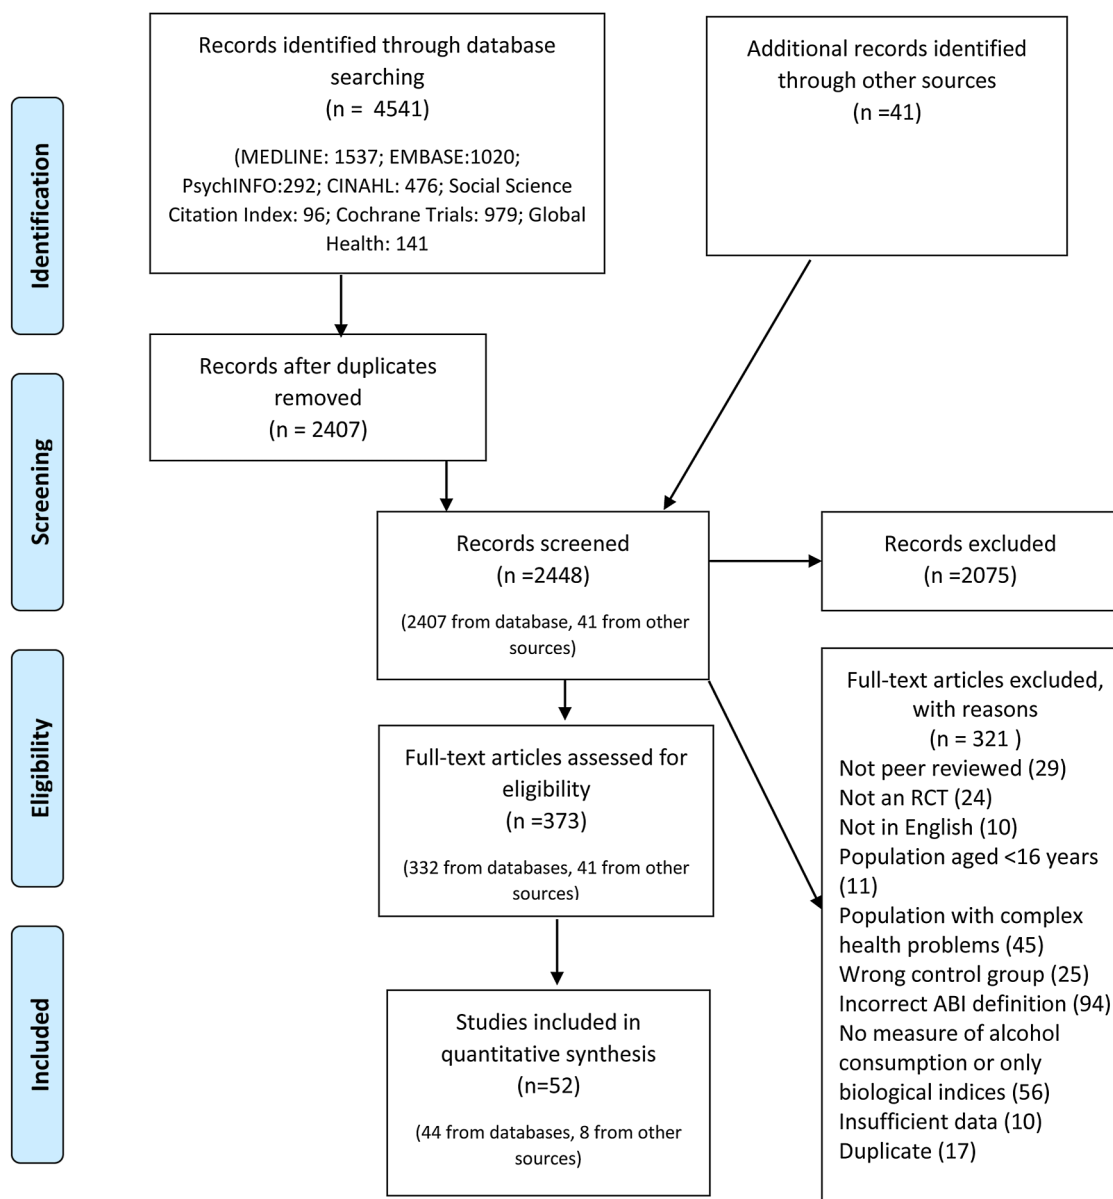 Records identified through database
searching
(n =  4541)
(MEDLINE: 1537; EMBASE:1020;
PsychINFO:292; CINAHL: 476; Social Science
Citation Index: 96; Cochrane Trials: 979; Global
Health: 141
Additional records identified
through other sources
(n =41)
Identification
Records after duplicates
removed
(n = 2407)
Screening
Records screened
(n =2448)
(2407 from database, 41 from other
sources)
Records excluded
(n =2075)
Eligibility
Full-text articles assessed for
eligibility
(n =373)
(332 from databases, 41 from other
sources)
Full-text articles excluded,
with reasons
(n = 321 )
Not peer reviewed (29)
Not an RCT (24)
Not in English (10)
Population aged <16 years
(11)
Population with complex
health problems (45)
Wrong control group (25)
Incorrect ABI definition (94)
No measure of alcohol
consumption or only
biological indices (56)
Insufficient data (10)
Duplicate (17)
Included
Studies included in
quantitative synthesis
(n=52)
(44 from databases, 8 from other
sources)